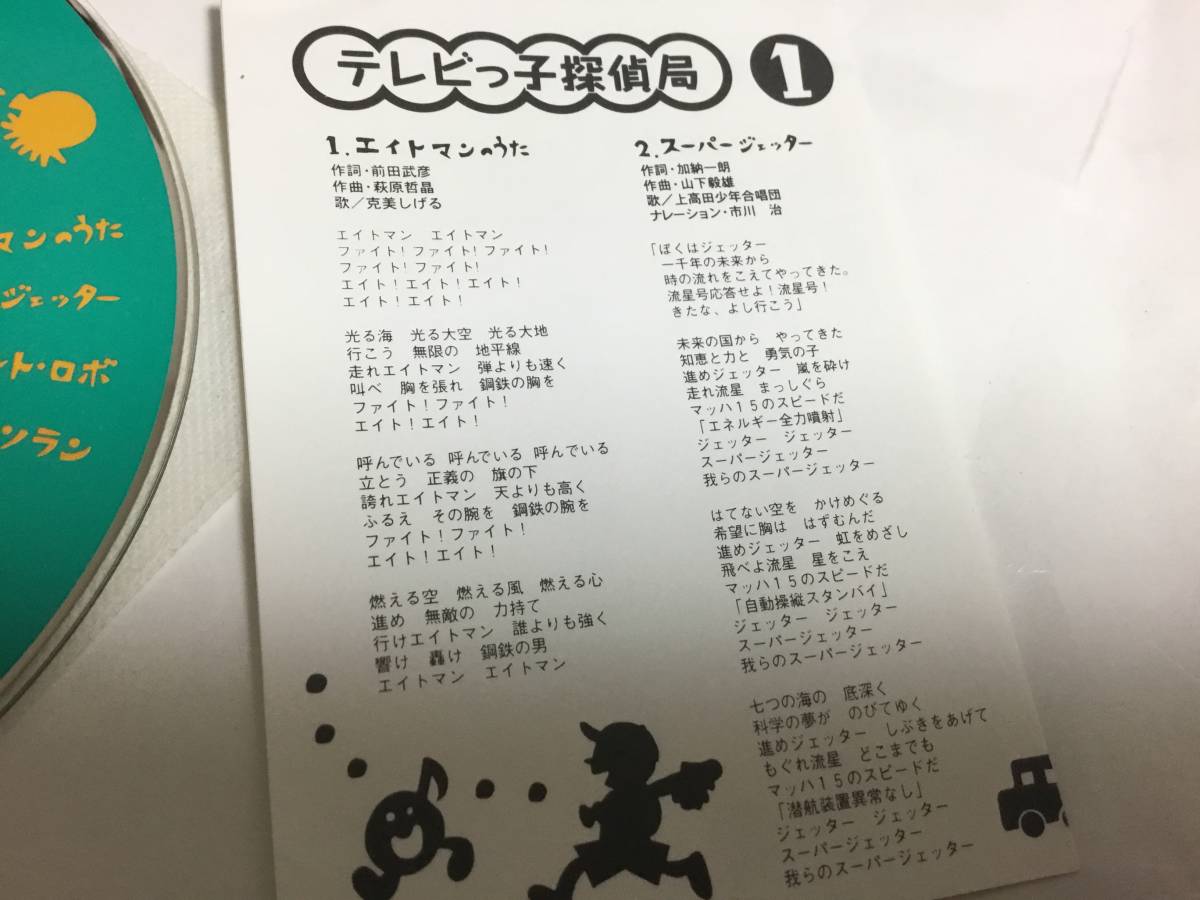 テレビっ子探偵局 1
1.エイトマンのうた
作詞・前田武彦
作曲・萩原哲晶
歌／克美しげる
エイトマン　エイトマン
ファイト！ファイト！ファイト！
ファイト！ファイト！
エイト！エイト！エイト！
エイト！エイト！
光る海　光る大空　光る大地
行こう　無限の　地平線
走れエイトマン　弾よりも速く
叫べ　胸を張れ　鋼鉄の胸を
ファイト！ファイト！
エイト！エイト！
呼んでいる　呼んでいる　呼んでいる
立とう　正義の　旗の下
誇れエイトマン　天よりも高く
ふるえ　その腕を　鋼鉄の腕を
ファイト！ファイト！
エイト！エイト！
燃える空　燃える風　燃える心
進め　無敵の　力持て
行けエイトマン　誰よりも強く
響け　轟け　鋼鉄の男
エイトマン　エイトマン
2.スーパージェッター
作詞・加納一朗
作曲・山下毅雄
歌／上高田少年合唱団
ナレーション・市川　治
「ぼくはジェッター
一千年の未来から
時の流れをこえてやってきた。
流星号応答せよ！流星号！
きたな、よし行こう」
未来の国から　やってきた
知恵と力と　勇気の子
進めジェッター　嵐を砕け
走れ流星　まっしぐら
マッハ１５のスピードだ
「エネルギー全力噴射」
ジェッター　ジェッター
スーパージェッター
我らのスーパージェッター
はてない空を　かけめぐる
希望に胸は　はずむんだ
進めジェッター　虹をめざし
飛べよ流星　星をこえ
マッハ１５のスピードだ
「自動操縦スタンバイ」
ジェッター　ジェッター
スーパージェッター
我らのスーパージェッター
七つの海の　底深く
科学の夢が　のびてゆく
進めジェッター　しぶきをあげて
もぐれ流星　どこまでも
マッハ１５のスピードだ
「潜航装置異常なし」
ジェッター　ジェッター
スーパージェッター
我らのスーパージェッター
マンのうた
ジェッター
ント・ロボ
ソラン